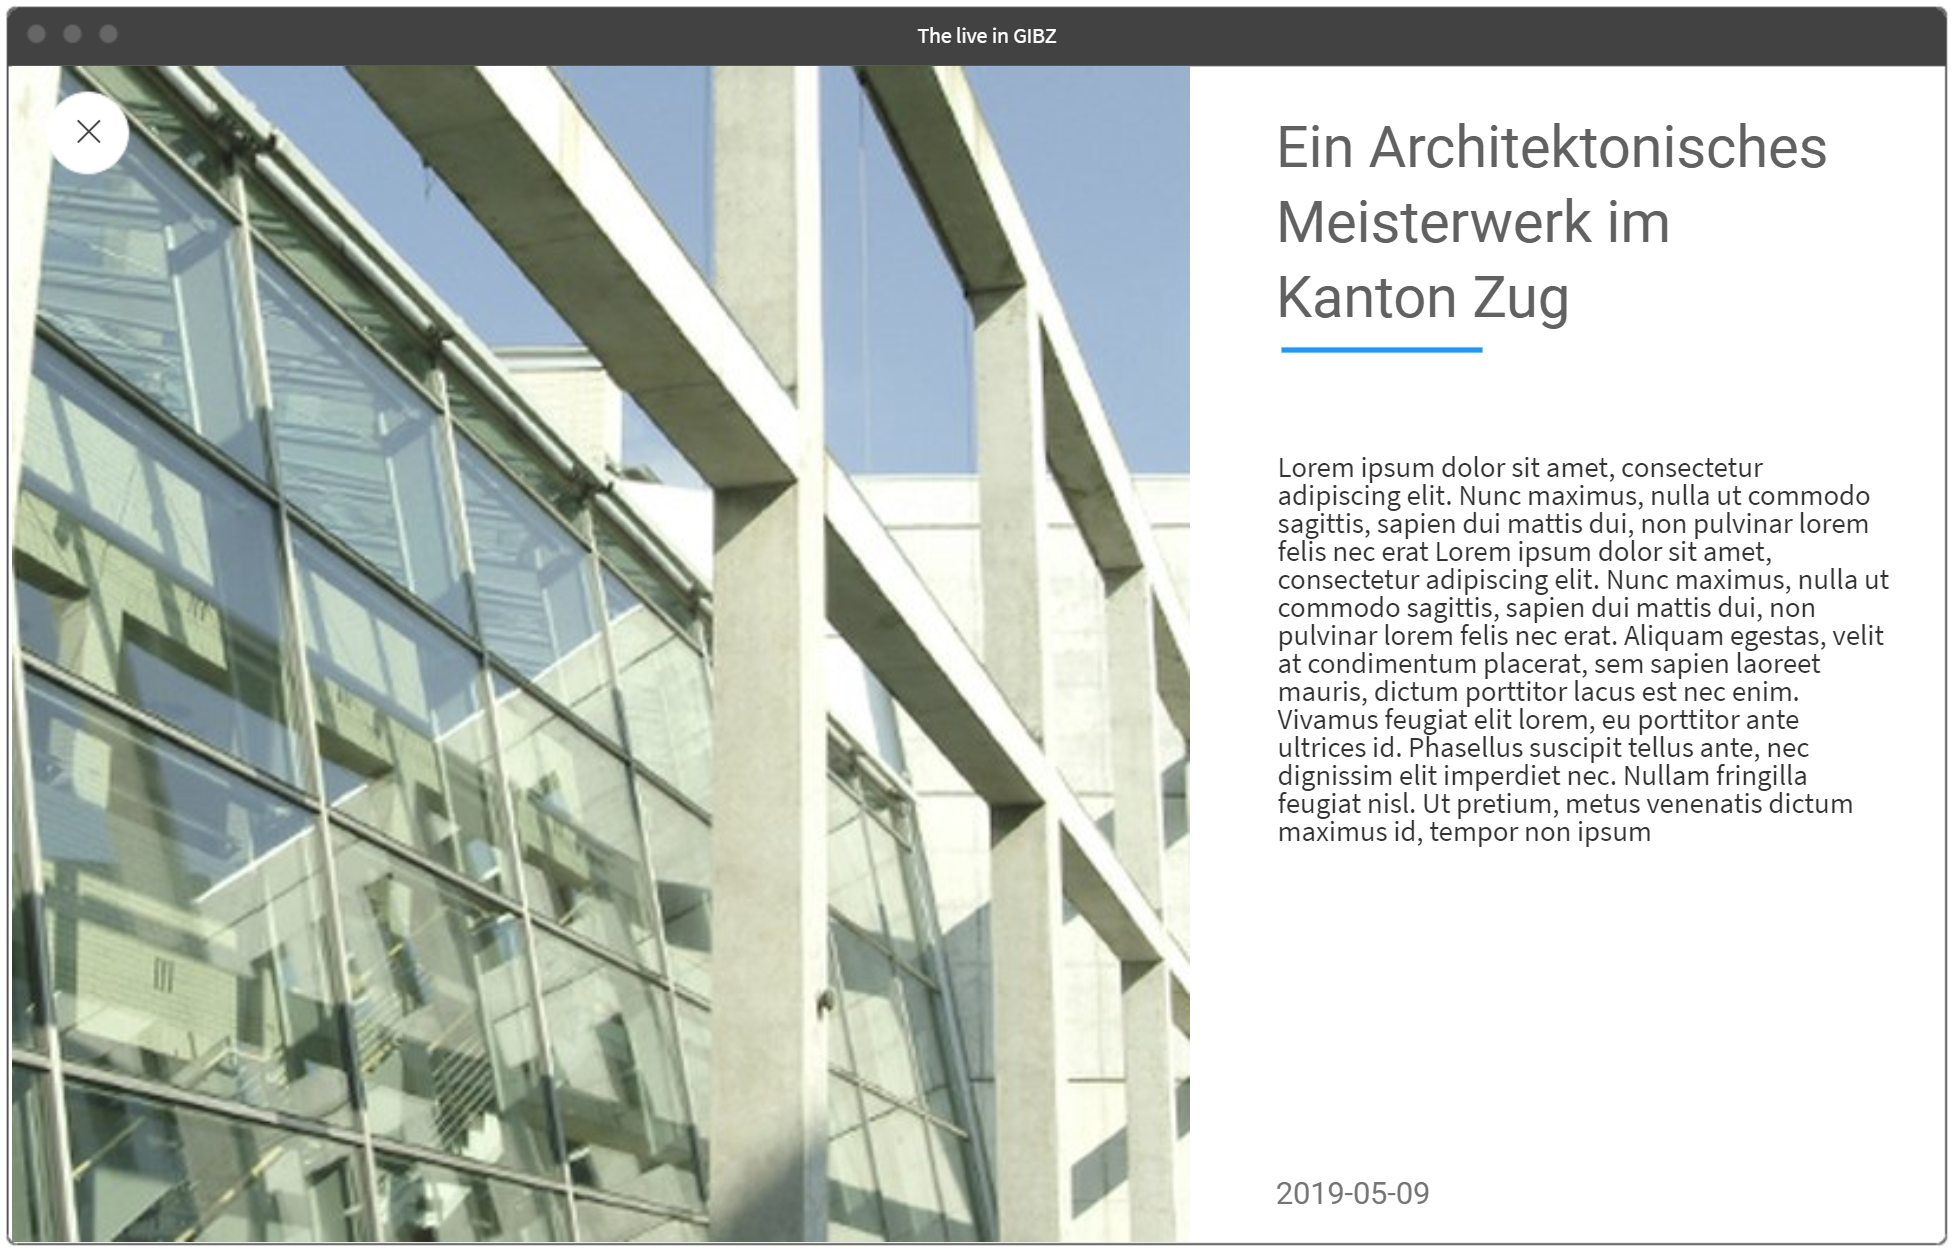 The live in GIBZ
Ein Architektonisches
Meisterwerk im
Kanton Zug
Lorem ipsum dolor sit amet, consectetur
adipiscing elit. Nunc maximus, nulla ut commodo
sagittis, sapien dui mattis dui, non pulvinar lorem
felis nec erat Lorem ipsum dolor sit amet,
consectetur adipiscing elit. Nunc maximus, nulla ut
commodo sagittis, sapien dui mattis dui, non
pulvinar lorem felis nec erat. Aliquam egestas, velit
at condimentum placerat, sem sapien laoreet
mauris, dictum porttitor lacus est nec enim.
Vivamus feugiat elit lorem, eu porttitor ante
ultrices id. Phasellus suscipit tellus ante, nec
dignissim elit imperdiet nec. Nullam fringilla
feugiat nisl. Ut pretium, metus venenatis dictum
maximus id, tempor non ipsum
2019-05-09